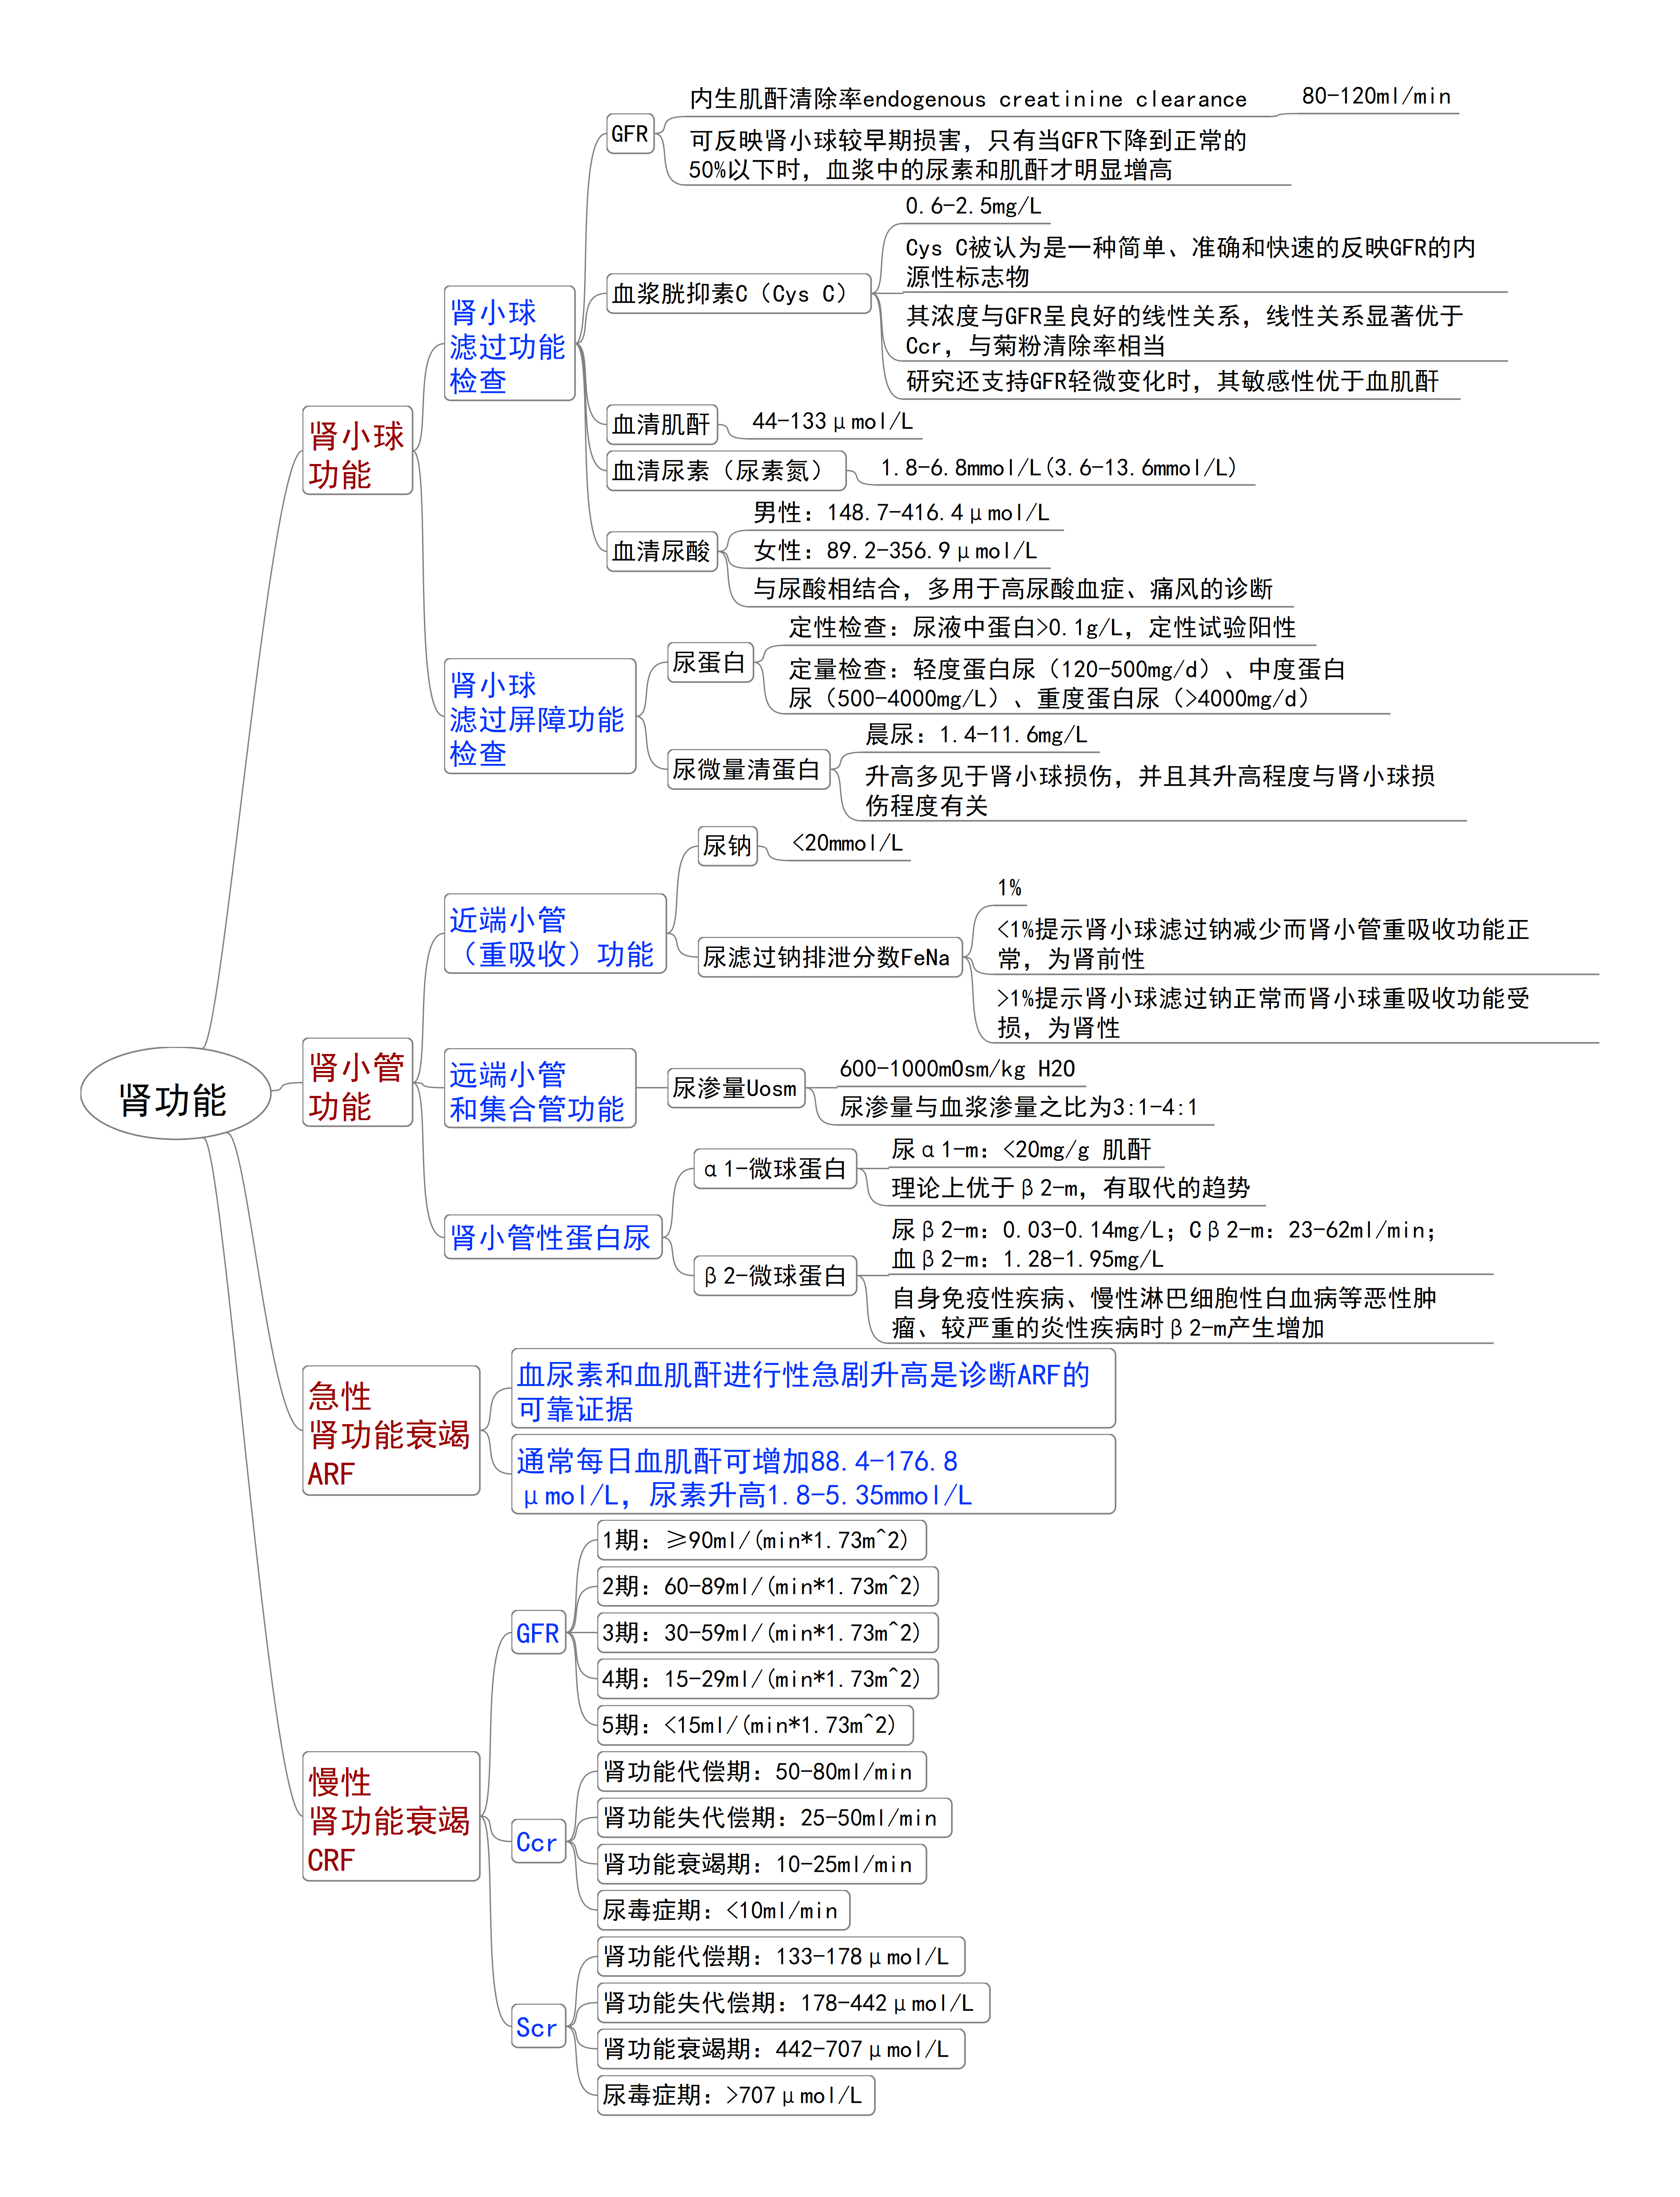 肾功能
肾小球
功能
肾小球
滤过功能
检查
GFR
内生肌酐清除率endogenous creatinine clearance
80-120ml/min
可反映肾小球较早期损害，只有当GFR下降到正常的
50%以下时，血浆中的尿素和肌酐才明显增高
血浆胱抑素C（Cys C）
0.6-2.5mg/L
Cys C被认为是一种简单、准确和快速的反映GFR的内
源性标志物
其浓度与GFR呈良好的线性关系，线性关系显著优于
Ccr，与菊粉清除率相当
研究还支持GFR轻微变化时，其敏感性优于血肌酐
血清肌酐
44-133μmol/L
血清尿素（尿素氮）
1.8-6.8mmol/L(3.6-13.6mmol/L)
血清尿酸
男性：148.7-416.4μmol/L
女性：89.2-356.9μmol/L
与尿酸相结合，多用于高尿酸血症、痛风的诊断
肾小球
滤过屏障功能
检查
尿蛋白
定性检查：尿液中蛋白>0.1g/L，定性试验阳性
定量检查：轻度蛋白尿（120-500mg/d）、中度蛋白
尿（500-4000mg/L）、重度蛋白尿（>4000mg/d）
尿微量清蛋白
晨尿：1.4-11.6mg/L
升高多见于肾小球损伤，并且其升高程度与肾小球损
伤程度有关
肾小管
功能
近端小管
（重吸收）功能
尿钠
<20mmol/L
尿滤过钠排泄分数FeNa
1%
<1%提示肾小球滤过钠减少而肾小管重吸收功能正
常，为肾前性
>1%提示肾小球滤过钠正常而肾小球重吸收功能受
损，为肾性
远端小管
和集合管功能
尿渗量Uosm
600-1000mOsm/kg H2O
尿渗量与血浆渗量之比为3:1-4:1
肾小管性蛋白尿
α1-微球蛋白
尿α1-m：<20mg/g 肌酐
理论上优于β2-m，有取代的趋势
β2-微球蛋白
尿β2-m：0.03-0.14mg/L；Cβ2-m：23-62ml/min；
血β2-m：1.28-1.95mg/L
自身免疫性疾病、慢性淋巴细胞性白血病等恶性肿
瘤、较严重的炎性疾病时β2-m产生增加
急性
肾功能衰竭
ARF
血尿素和血肌酐进行性急剧升高是诊断ARF的
可靠证据
通常每日血肌酐可增加88.4-176.8
μmol/L，尿素升高1.8-5.35mmol/L
慢性
肾功能衰竭
CRF
GFR
1期：≥90ml/(min*1.73m^2)
2期：60-89ml/(min*1.73m^2)
3期：30-59ml/(min*1.73m^2)
4期：15-29ml/(min*1.73m^2)
5期：<15ml/(min*1.73m^2)
Ccr
肾功能代偿期：50-80ml/min
肾功能失代偿期：25-50ml/min
肾功能衰竭期：10-25ml/min
尿毒症期：<10ml/min
Scr
肾功能代偿期：133-178μmol/L
肾功能失代偿期：178-442μmol/L
肾功能衰竭期：442-707μmol/L
尿毒症期：>707μmol/L